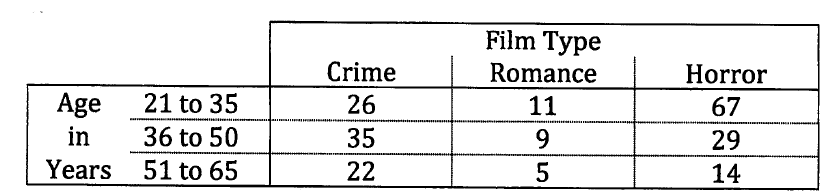 Film Type
Crime Romance Horror
Age 21 to 35 26 11 67
in 36 to 50 35 9 29
Years 51 to 65 22 5 14